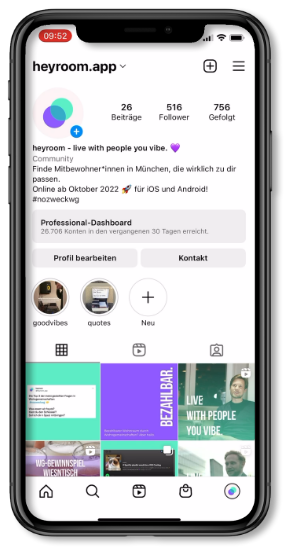 09:52
heyroom.app
26
516
756
Beiträge
Follower
Gefolgt
heyroom - live with people you vibe. 💜
Community
Finde Mitbewohner*innen in München, die wirklich zu dir
passen.
Online ab Oktober 2022 🚀 für iOS und Android!
#nozweckwg
Professional-Dashboard
26.706 Konten in den vergangenen 30 Tagen erreicht.
Profil bearbeiten
Kontakt
goodvibes
quotes
Neu
BEZAHLBAR.
LIVE
WITH PEOPLE
YOU VIBE
WG-GEWINNSPIEL
WIESNTISCH